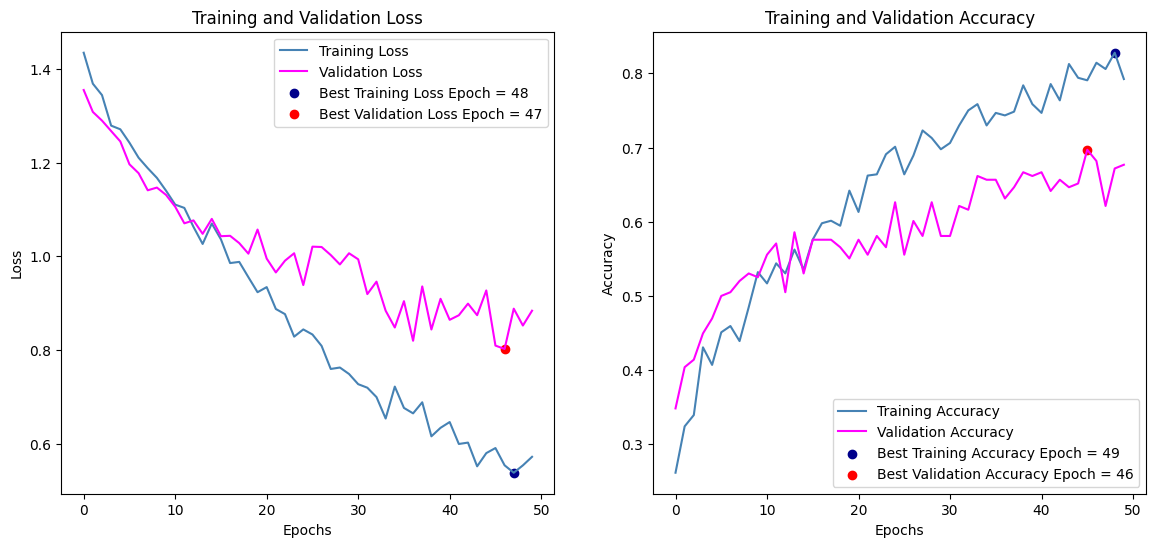 Training and Validation Loss
Training Loss
Validation Loss
Best Training Loss Epoch = 48
Best Validation Loss Epoch = 47
1.4
1.2
1.0
0.8
0.6
Loss
0 10 20 30 40 50
Epochs
Training and Validation Accuracy
0.8
0.7
0.6
0.5
0.4
0.3
Accuracy
Training Accuracy
Validation Accuracy
Best Training Accuracy Epoch = 49
Best Validation Accuracy Epoch = 46
0 10 20 30 40 50
Epochs